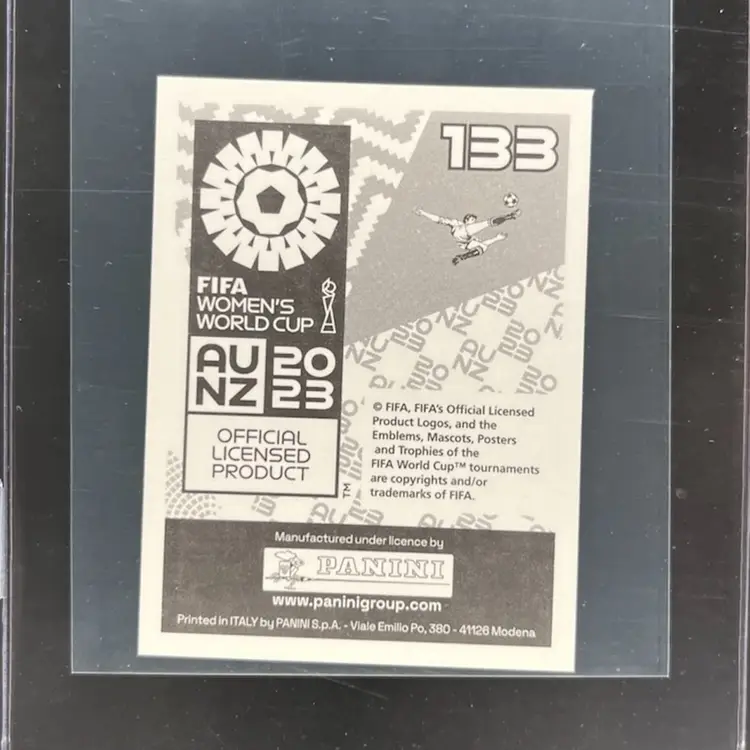 133
FIFA
WOMEN'S
WORLD CUP
AU 20
NZ 23
OFFICIAL
LICENSED
PRODUCT
TM
© FIFA, FIFA's Official Licensed
Product Logos, and the
Emblems, Mascots, Posters
and Trophies of the
FIFA World Cup™ tournaments
are copyrights and/or
trademarks of FIFA.
Manufactured under licence by
PANINI
www.paninigroup.com
Printed in ITALY by PANINI S.p.A. - Viale Emilio Po, 380 - 41126 Modena